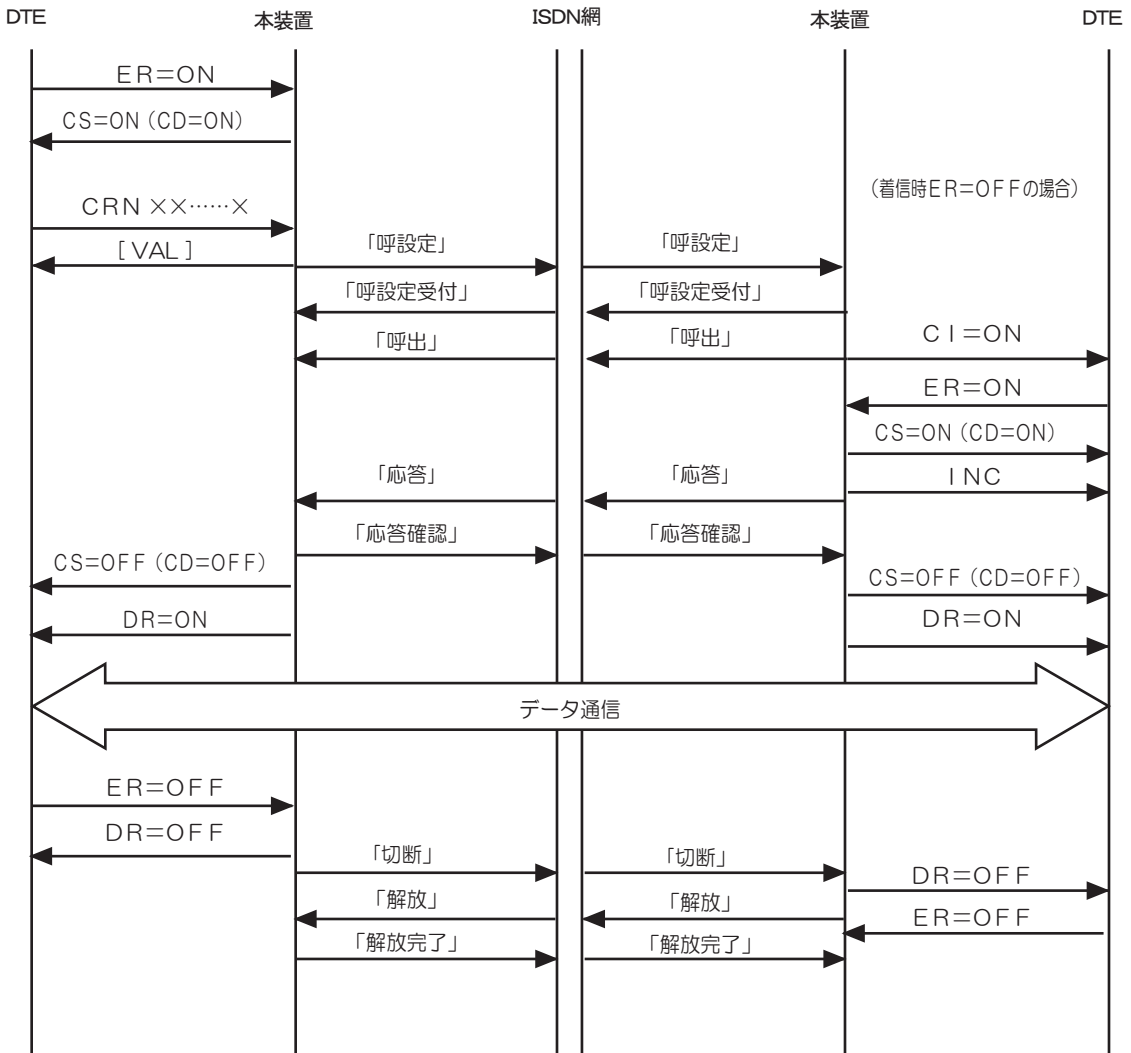 DTE
本装置
ISDN網
本装置
DTE
ER=ON
CS=ON(CD=ON)
(着信時ER=OFFの場合)
CRN ××……×
[VAL]
「呼設定」
「呼設定」
「呼設定受付」
「呼設定受付」
「呼出」
「呼出」
CI=ON
ER=ON
CS=ON(CD=ON)
「応答」
「応答」
INC
「応答確認」
「応答確認」
CS=OFF(CD=OFF)
CS=OFF(CD=OFF)
DR=ON
DR=ON
データ通信
ER=OFF
DR=OFF
「切断」
「切断」
DR=OFF
「解放」
「解放」
ER=OFF
「解放完了」
「解放完了」